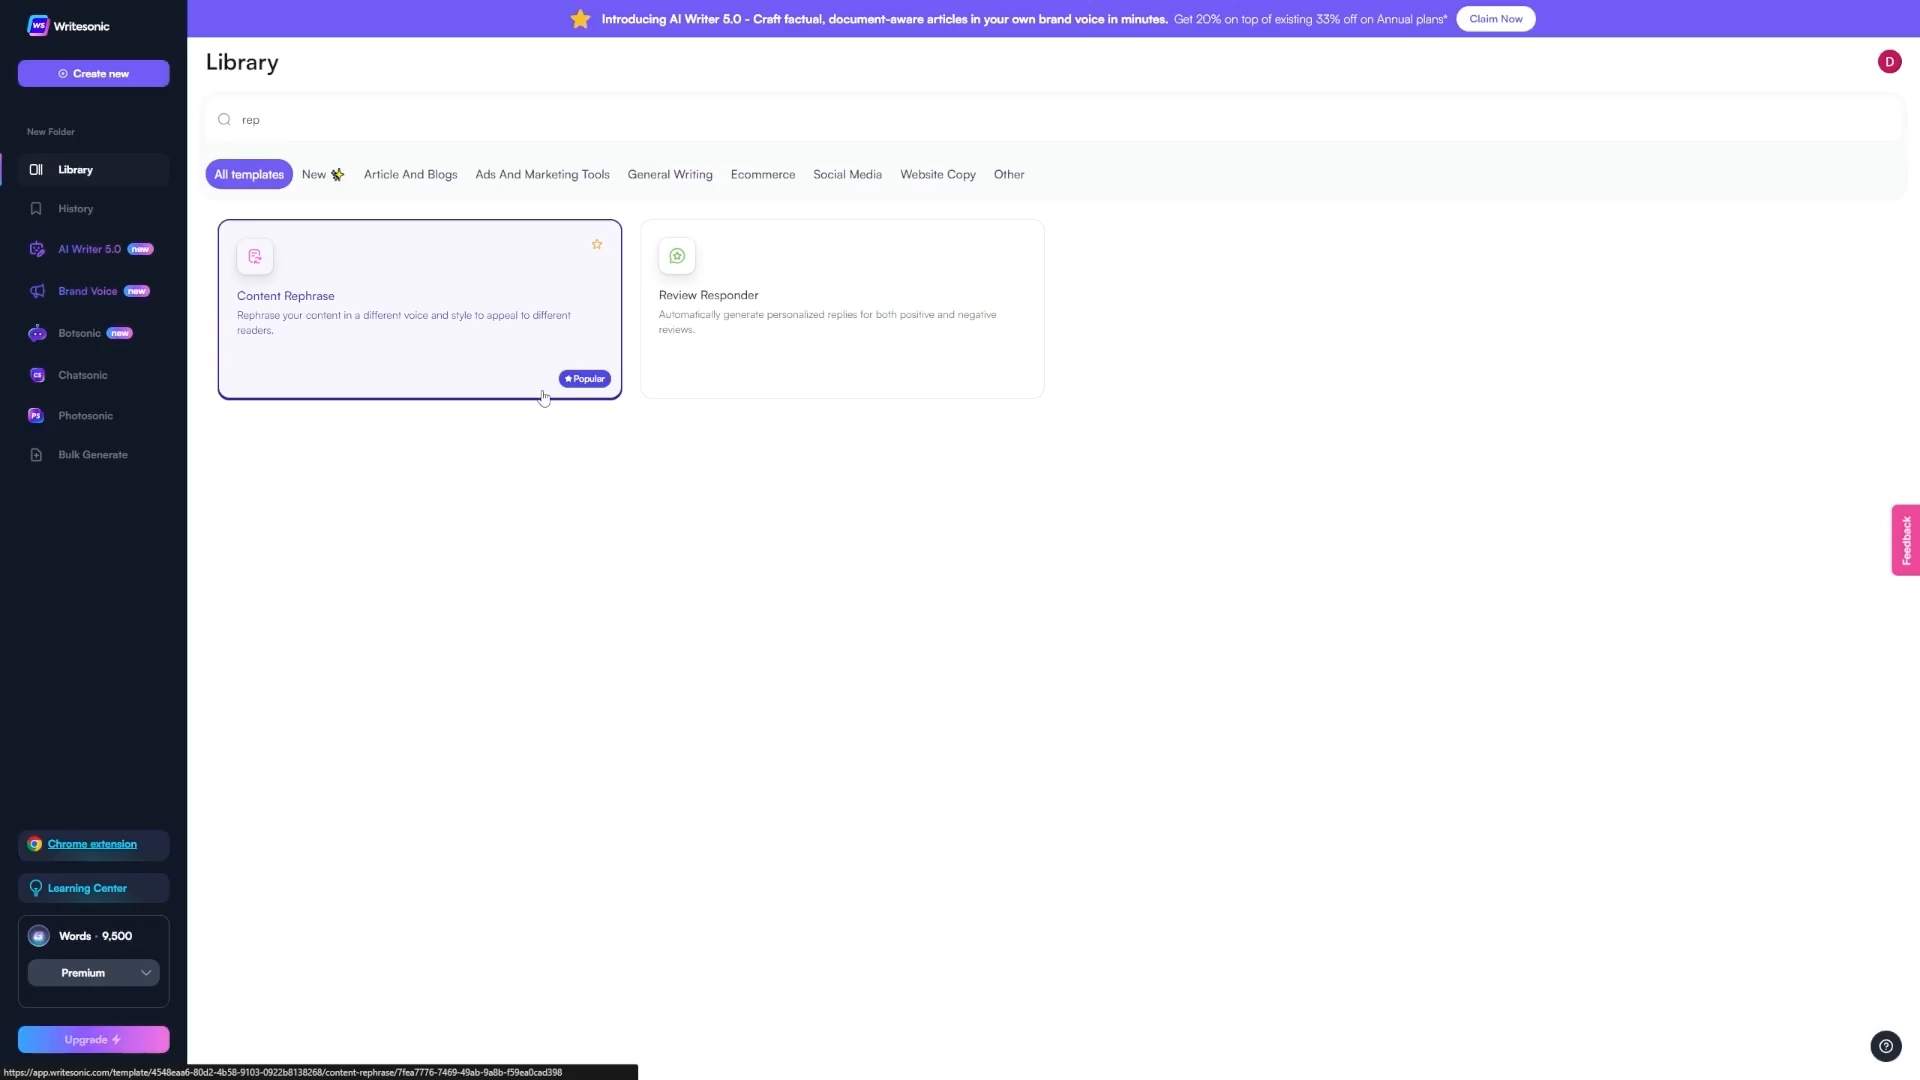 Writesonic
Introducing AI Writer 5.0 - Craft factual, document-aware articles in your own brand voice in minutes. Get 20% on top of existing 33% off on Annual plans* Claim Now
Create new
Library
D
rep
New Folder
Library
History
AI Writer 5.0 new
Brand Voice new
Botsonic new
Chatsonic
Photosonic
Bulk Generate
All templates New Article And Blogs Ads And Marketing Tools General Writing Ecommerce Social Media Website Copy Other
Content Rephrase
Rephrase your content in a different voice and style to appeal to different
readers.
Popular
Review Responder
Automatically generate personalized replies for both positive and negative
reviews.
Feedback
Chrome extension
Learning Center
Words · 9,500
Premium
Upgrade
https://app.writesonic.com/template/4548eaa6-80d2-4b58-9103-0922b8138268/content-rephrase/7fea7776-7469-49ab-9a8b-f59ea0cad398